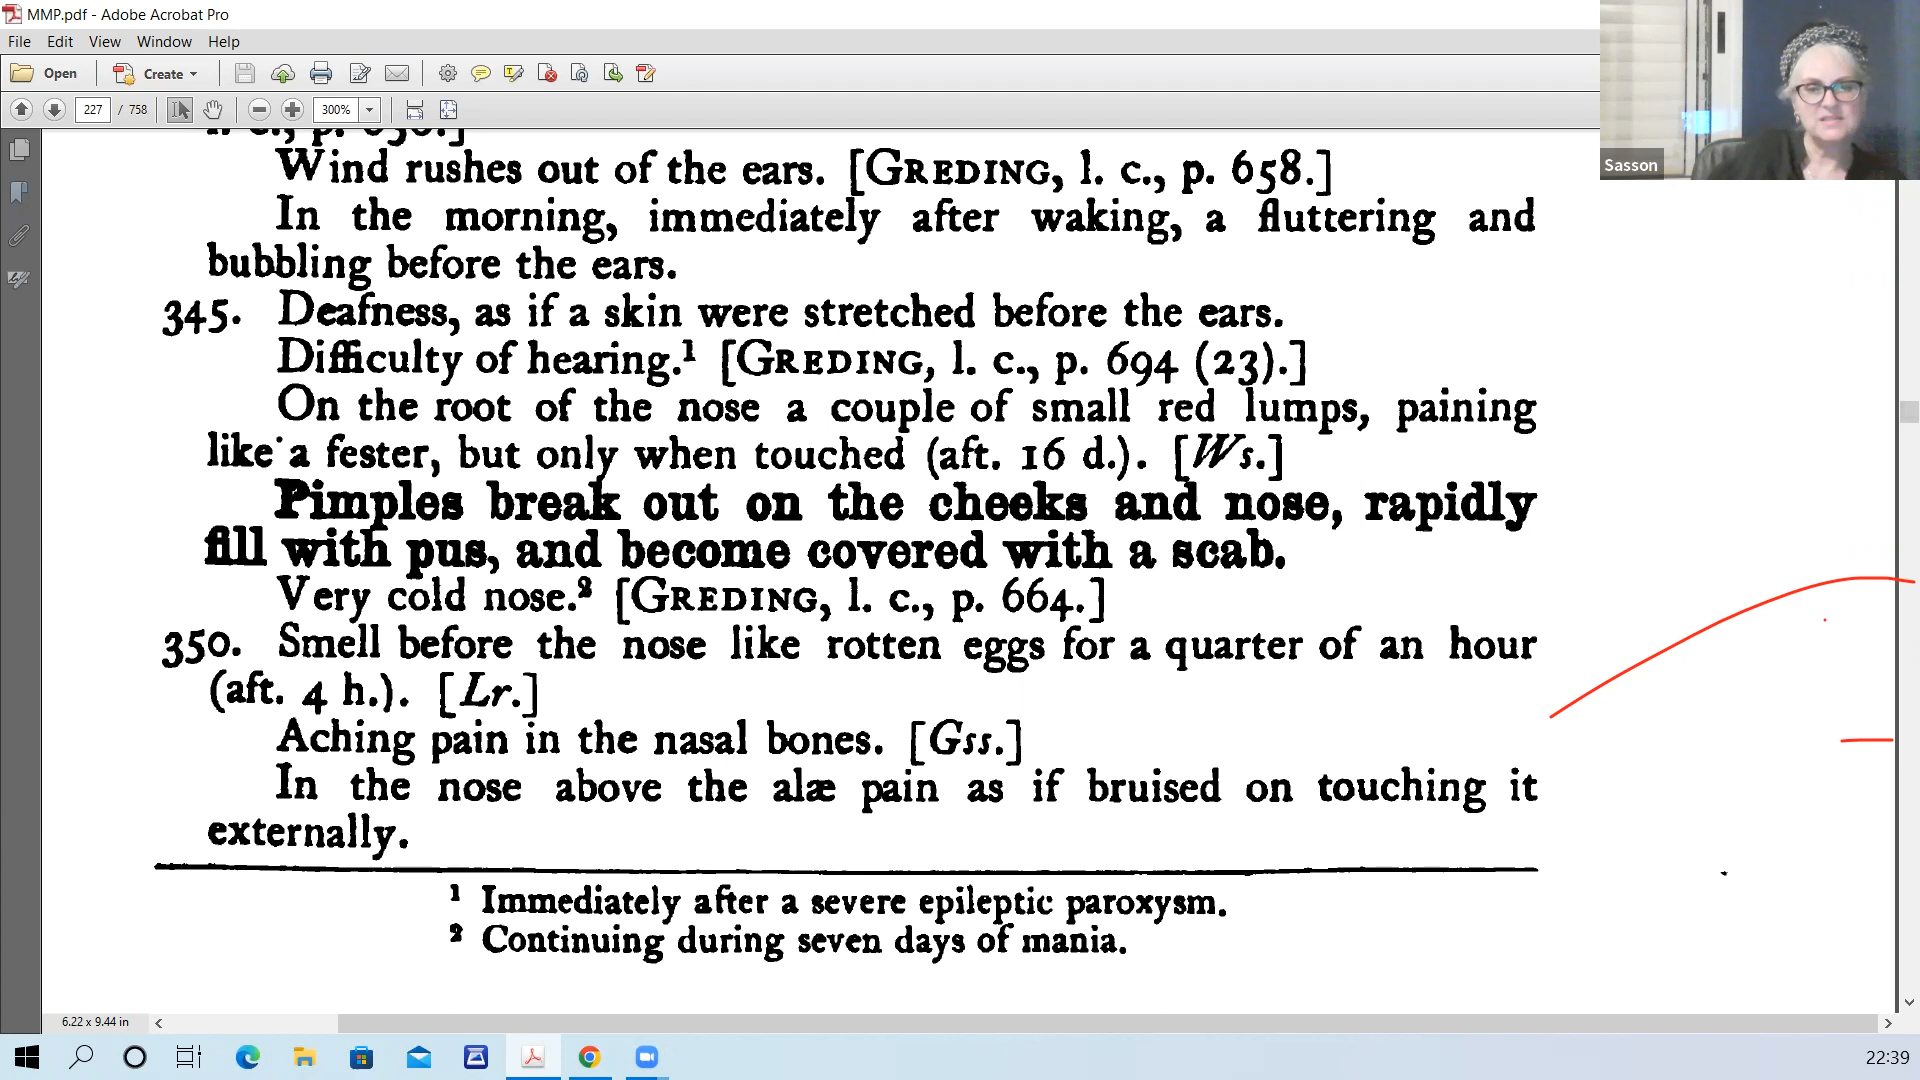 MMP.pdf - Adobe Acrobat Pro
File Edit View Window Help
Open Create
227 / 758 300%
Sasson
Wind rushes out of the ears. [GREDING, l. c., p. 658.]
In the morning, immediately after waking, a fluttering and
bubbling before the ears.
345. Deafness, as if a skin were stretched before the ears.
Difficulty of hearing.¹ [GREDING, l. c., p. 694 (23).]
On the root of the nose a couple of small red lumps, paining
like a fester, but only when touched (aft. 16 d.). [Ws.]
Pimples break out on the cheeks and nose, rapidly
fill with pus, and become covered with a scab.
Very cold nose.² [GREDING, l. c., p. 664.]
350. Smell before the nose like rotten eggs for a quarter of an hour
(aft. 4 h.). [Lr.]
Aching pain in the nasal bones. [Gss.]
In the nose above the alæ pain as if bruised on touching it
externally.
¹ Immediately after a severe epileptic paroxysm.
² Continuing during seven days of mania.
6.22 x 9.44 in
22:39